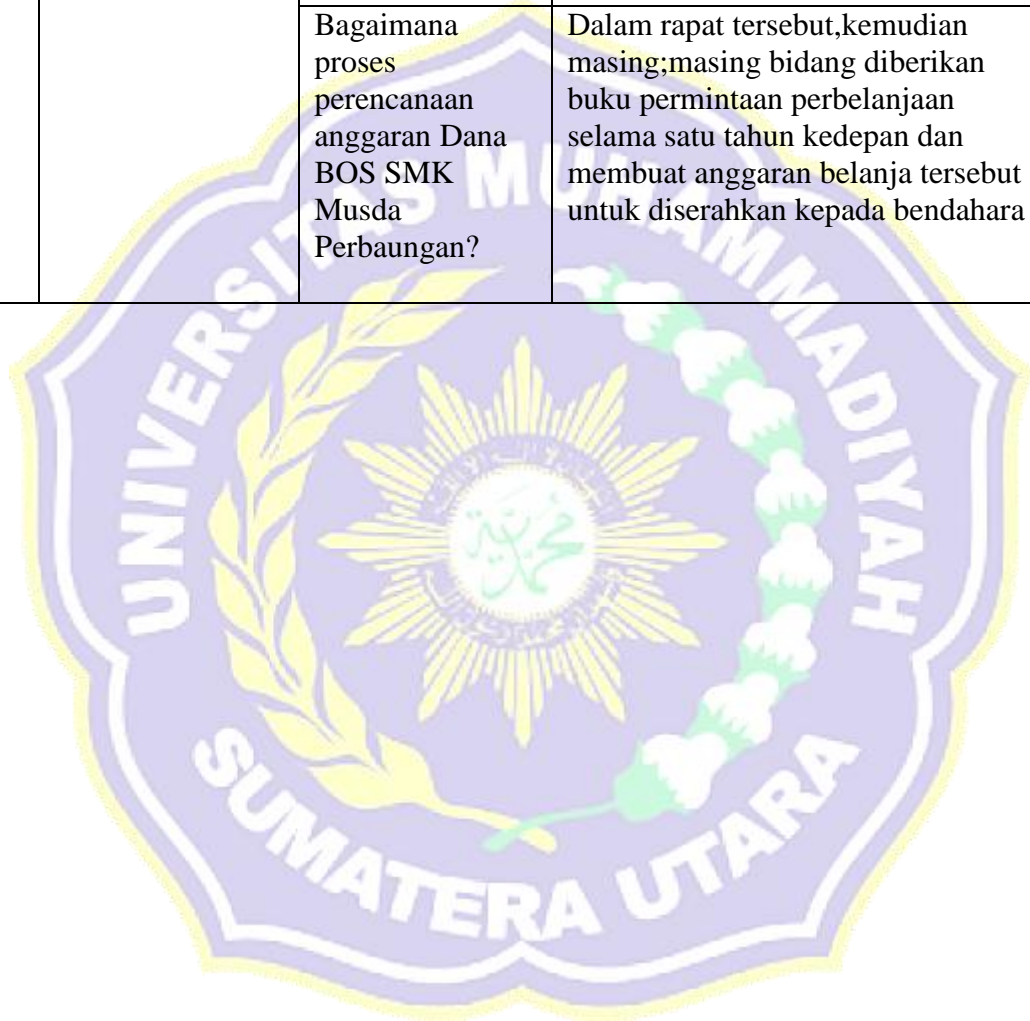 Bagaimana
proses
perencanaan
anggaran Dana
BOS SMK
Musda
Perbaungan?
Dalam rapat tersebut,kemudian
masing;masing bidang diberikan
buku permintaan perbelanjaan
selama satu tahun kedepan dan
membuat anggaran belanja tersebut
untuk diserahkan kepada bendahara
UNIVERSITAS MUHAMMADIYAH
SUMATERA UTARA